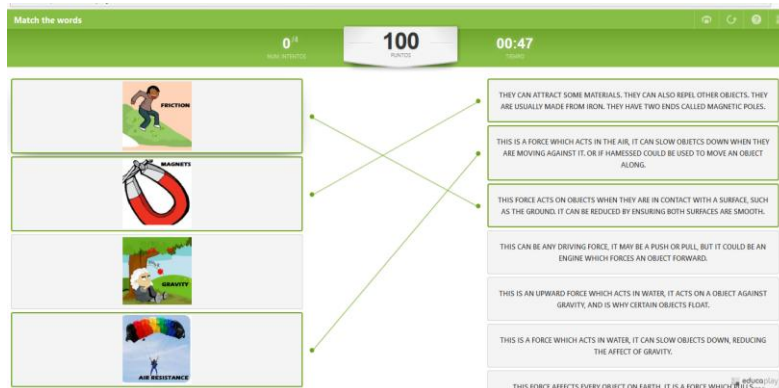 Match the words
0/4
NUM. INTENTOS
100
PUNTOS
00:47
TIEMPO
FRICTION
MAGNETS
GRAVITY
AIR RESISTANCE
THEY CAN ATTRACT SOME MATERIALS. THEY CAN ALSO REPEL OTHER OBJECTS. THEY
ARE USUALLY MADE FROM IRON. THEY HAVE TWO ENDS CALLED MAGNETIC POLES.
THIS IS A FORCE WHICH ACTS IN THE AIR, IT CAN SLOW OBJETCS DOWN WHEN THEY
ARE MOVING AGAINST IT. OR IF HAMESSED COULD BE USED TO MOVE AN OBJECT
ALONG.
THIS FORCE ACTS ON OBJECTS WHEN THEY ARE IN CONTACT WITH A SURFACE, SUCH
AS THE GROUND. IT CAN BE REDUCED BY ENSURING BOTH SURFACES ARE SMOOTH.
THIS CAN BE ANY DRIVING FORCE, IT MAY BE A PUSH OR PULL, BUT IT COULD BE AN
ENGINE WHICH FORCES AN OBJECT FORWARD.
THIS IS AN UPWARD FORCE WHICH ACTS IN WATER, IT ACTS ON A OBJECT AGAINST
GRAVITY, AND IS WHY CERTAIN OBJECTS FLOAT.
THIS IS A FORCE WHICH ACTS IN WATER, IT CAN SLOW OBJECTS DOWN, REDUCING
THE AFFECT OF GRAVITY.
THIS FORCE AFFECTS EVERY OBJECT ON EARTH. IT IS A FORCE WHICH PULLS
educaplay